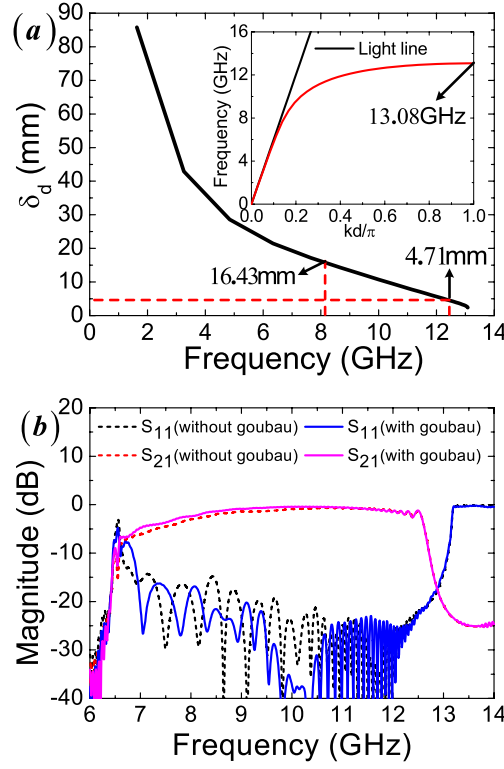 (a)
90
80
70
60
50
40
30
20
10
0
δd (mm)
16
12
8
4
0
Frequency (GHz)
Light line
13.08GHz
0.0 0.2 0.4 0.6 0.8 1.0
kd/π
16.43mm
4.71mm
0 2 4 6 8 10 12 14
Frequency (GHz)
(b)
20
10
0
-10
-20
-30
-40
Magnitude (dB)
S11(without goubau) S11(with goubau)
S21(without goubau) S21(with goubau)
6 7 8 9 10 11 12 13 14
Frequency (GHz)